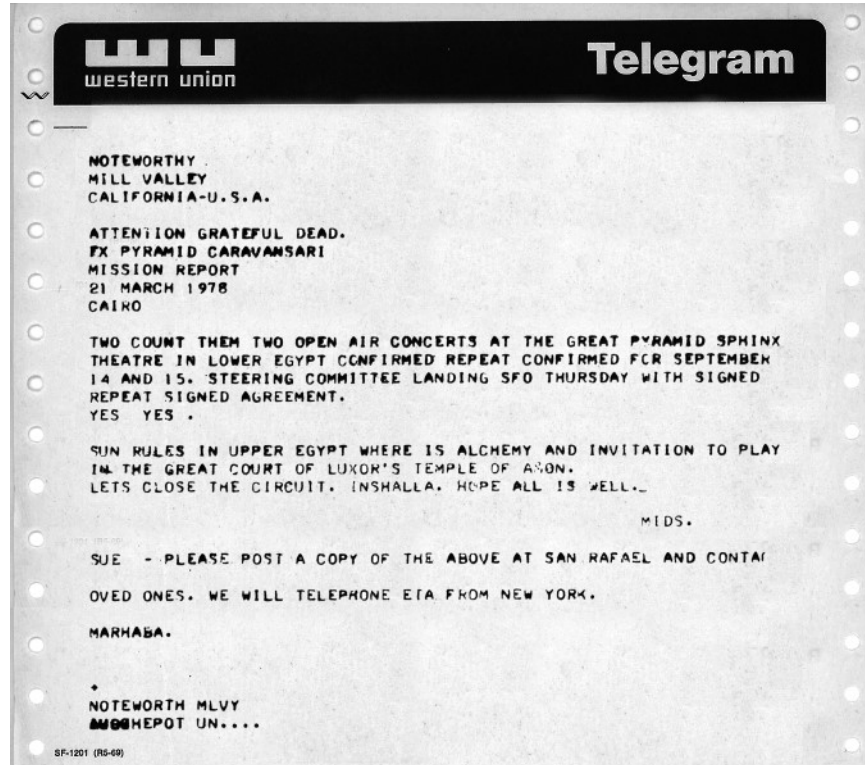 western union
Telegram
NOTEWORTHY
MILL VALLEY
CALIFORNIA-U.S.A.
ATTENTION GRATEFUL DEAD.
FX PYRAMID CARAVANSARI
MISSION REPORT
21 MARCH 1978
CAIRO
TWO COUNT THEM TWO OPEN AIR CONCERTS AT THE GREAT PYRAMID SPHINX
THEATRE IN LOWER EGYPT CONFIRMED REPEAT CONFIRMED FOR SEPTEMBER
14 AND 15. STEERING COMMITTEE LANDING SFO THURSDAY WITH SIGNED
REPEAT SIGNED AGREEMENT.
YES YES .
SUN RULES IN UPPER EGYPT WHERE IS ALCHEMY AND INVITATION TO PLAY
IN THE GREAT COURT OF LUXOR'S TEMPLE OF
LETS CLOSE THE CIRCUIT. INSHALLA. HOPE ALL IS WELL._
MIDS.
SUE - PLEASE POST A COPY OF THE ABOVE AT SAN RAFAEL AND CONTA
OVED ONES. WE WILL TELEPHONE ETA FROM NEW YORK.
MARHABA.
+
NOTEWORTH MLVY
HEPOT UN....
SF-1201 (R5-69)